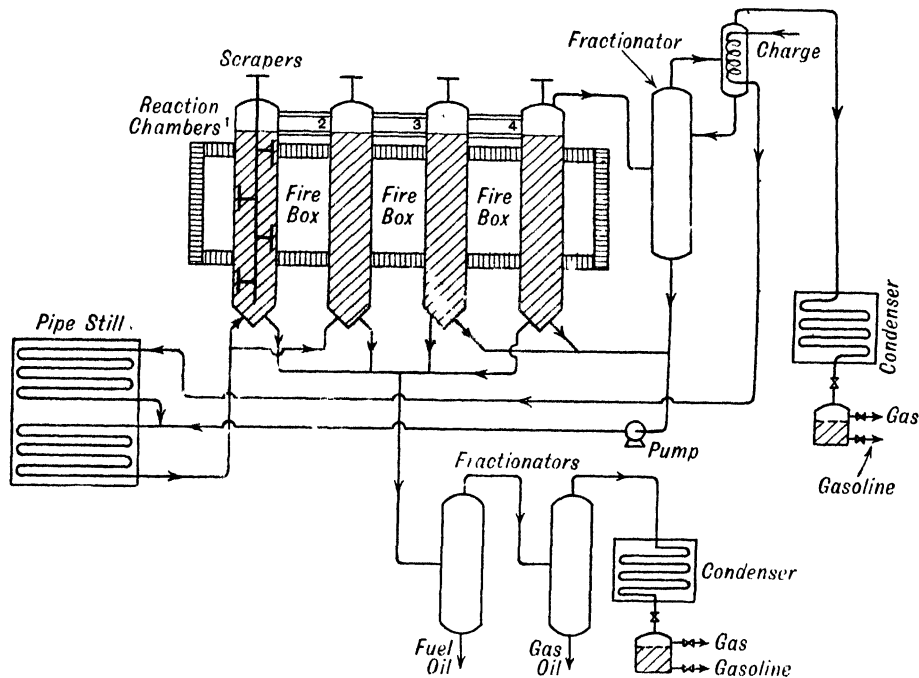 Scrapers
Fractionator
Charge
Reaction
Chambers 1
2
3
4
Fire
Box
Fire
Box
Fire
Box
Pipe Still
Condenser
Gas
Gasoline
Pump
Fractionators
Condenser
Fuel
Oil
Gas
Oil
Gas
Gasoline